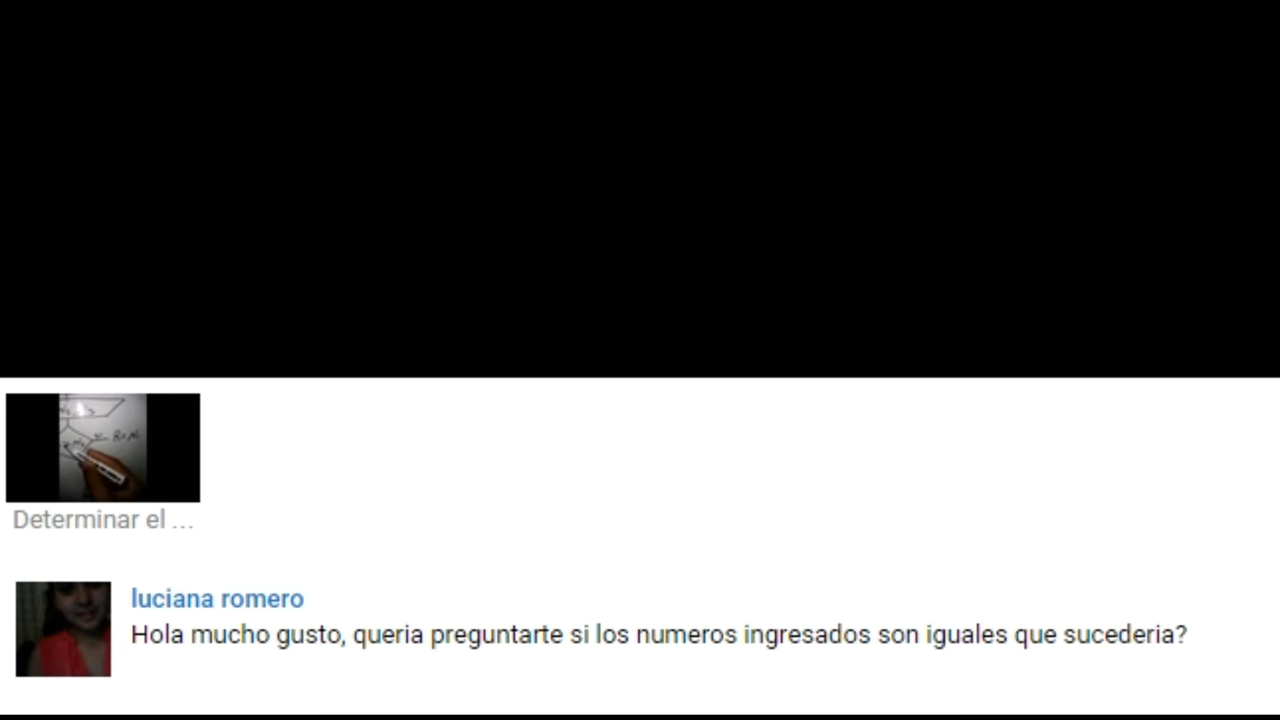 Determinar el ...
luciana romero
Hola mucho gusto, queria preguntarte si los numeros ingresados son iguales que sucederia?